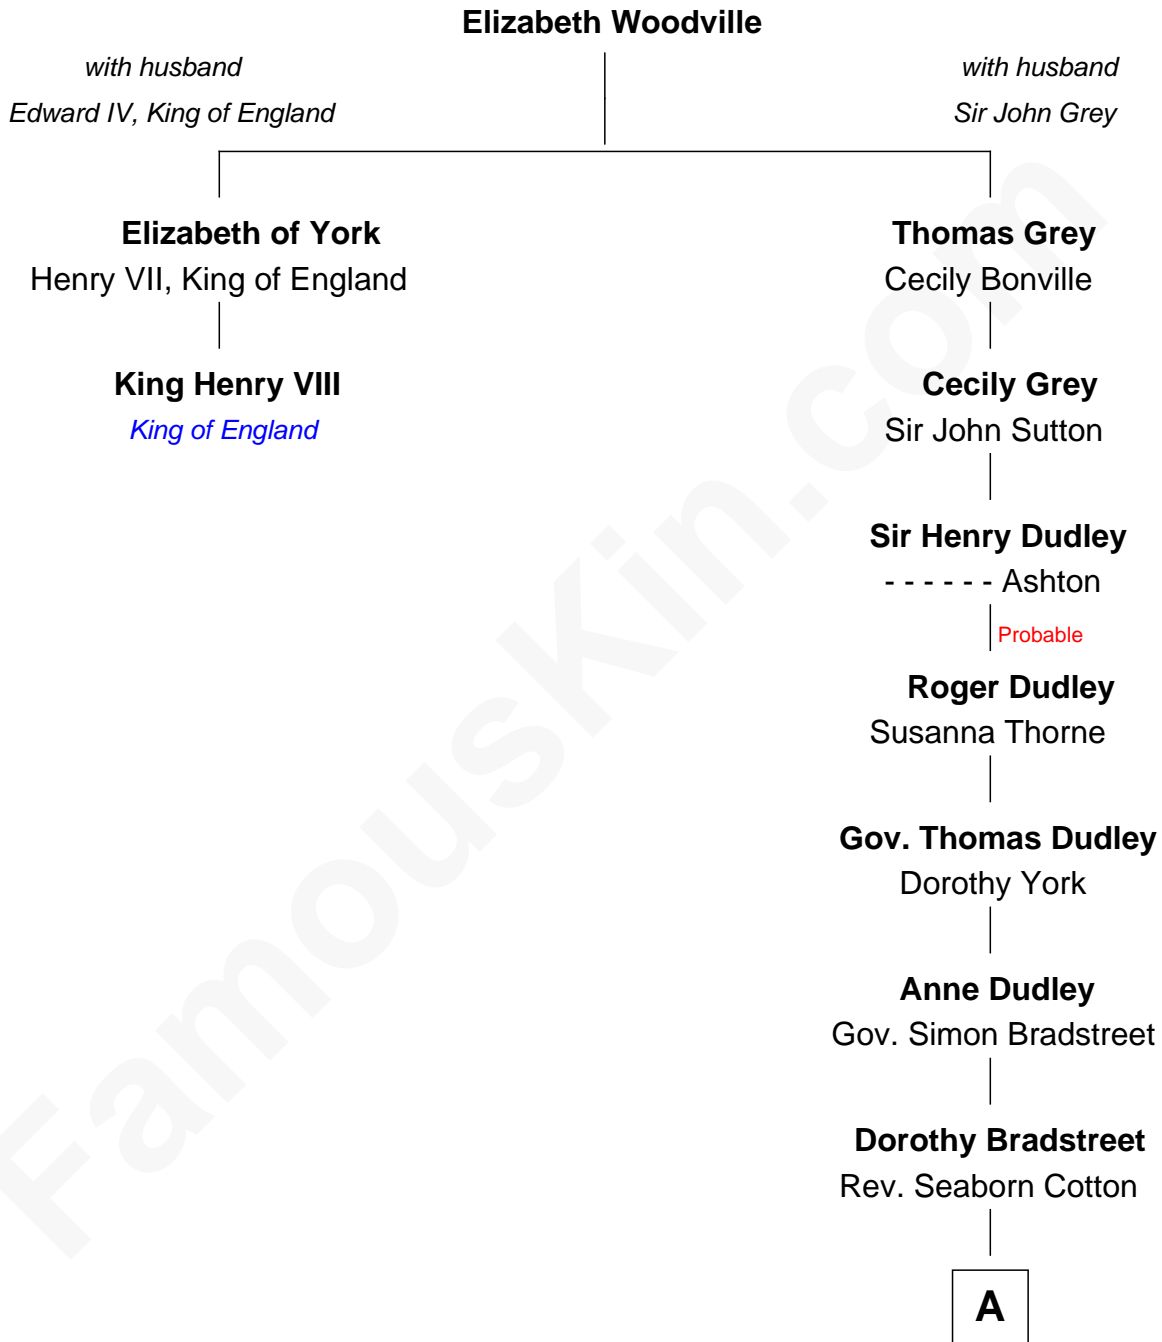 Elizabeth Woodville
with husband
Edward IV, King of England
with husband
Sir John Grey
Elizabeth of York
Henry VII, King of England
King Henry VIII
King of England
Thomas Grey
Cecily Bonville
Cecily Grey
Sir John Sutton
Sir Henry Dudley
- - - - - - Ashton
Probable
Roger Dudley
Susanna Thorne
Gov. Thomas Dudley
Dorothy York
Anne Dudley
Gov. Simon Bradstreet
Dorothy Bradstreet
Rev. Seaborn Cotton
A
FamousKin.com